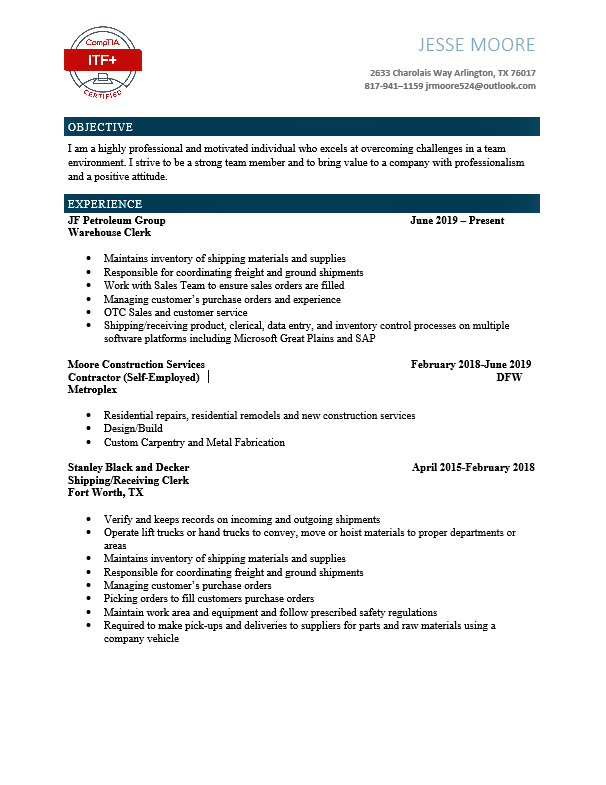 CompTIA
ITF+
CERTIFIED
JESSE MOORE
2633 Charolais Way Arlington, TX 76017
817-941–1159 jrmoore524@outlook.com
OBJECTIVE
I am a highly professional and motivated individual who excels at overcoming challenges in a team
environment. I strive to be a strong team member and to bring value to a company with professionalism
and a positive attitude.
EXPERIENCE
JF Petroleum Group June 2019 – Present
Warehouse Clerk
• Maintains inventory of shipping materials and supplies
• Responsible for coordinating freight and ground shipments
• Work with Sales Team to ensure sales orders are filled
• Managing customer’s purchase orders and experience
• OTC Sales and customer service
• Shipping/receiving product, clerical, data entry, and inventory control processes on multiple
software platforms including Microsoft Great Plains and SAP
Moore Construction Services February 2018-June 2019
Contractor (Self-Employed) DFW
Metroplex
• Residential repairs, residential remodels and new construction services
• Design/Build
• Custom Carpentry and Metal Fabrication
Stanley Black and Decker April 2015-February 2018
Shipping/Receiving Clerk
Fort Worth, TX
• Verify and keeps records on incoming and outgoing shipments
• Operate lift trucks or hand trucks to convey, move or hoist materials to proper departments or
areas
• Maintains inventory of shipping materials and supplies
• Responsible for coordinating freight and ground shipments
• Managing customer’s purchase orders
• Picking orders to fill customers purchase orders
• Maintain work area and equipment and follow prescribed safety regulations
• Required to make pick-ups and deliveries to suppliers for parts and raw materials using a
company vehicle